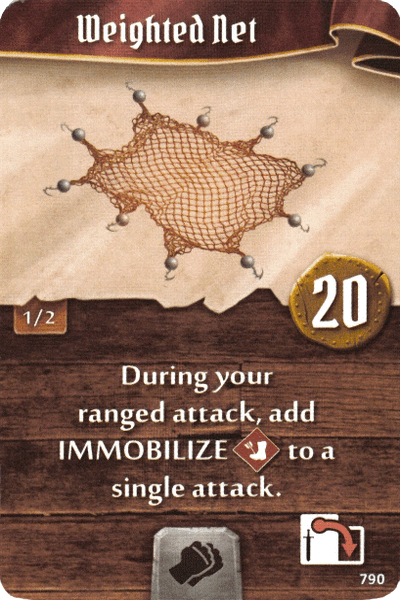 Weighted Net
20
1/2
During your
ranged attack, add
IMMOBILIZE to a
single attack.
790